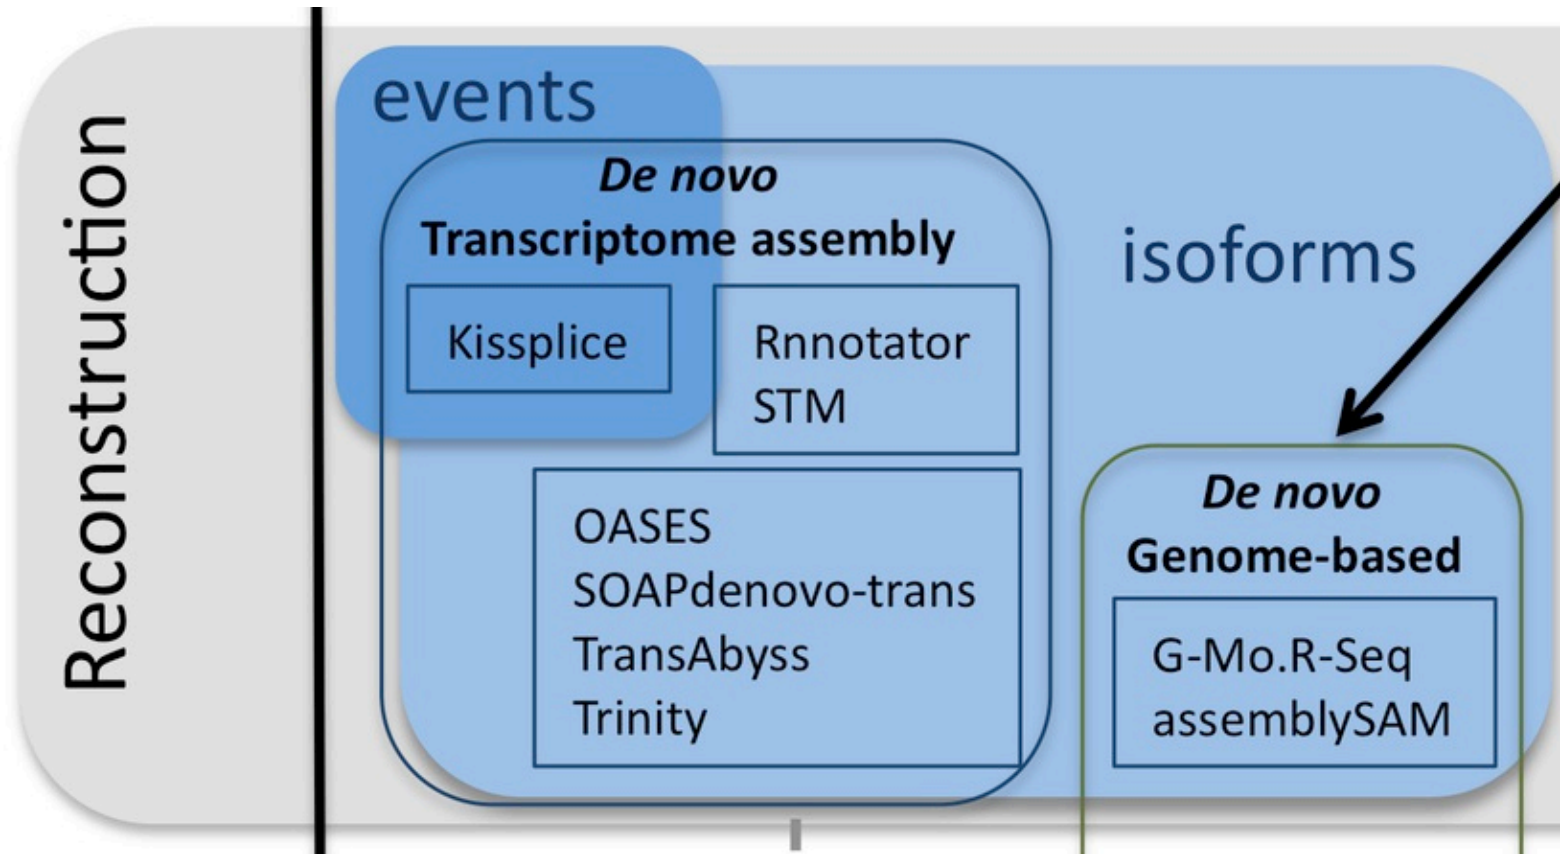 Reconstruction
events
De novo
Transcriptome assembly
Kissplice
Rnnotator
STM
OASES
SOAPdenovo-trans
TransAbyss
Trinity
isoforms
De novo
Genome-based
G-Mo.R-Seq
assemblySAM